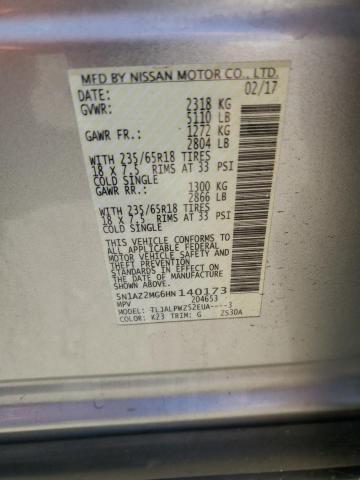 MFD BY NISSAN MOTOR CO., LTD.
DATE: 02/17
GVWR: 2318 KG
5110 LB
GAWR FR.: 1272 KG
2804 LB
WITH 235/65R18 TIRES
18 X 7.5 RIMS AT 33 PSI
COLD SINGLE
GAWR RR.: 1300 KG
2866 LB
WITH 235/65R18 TIRES
18 X 7.5 RIMS AT 33 PSI
COLD SINGLE
THIS VEHICLE CONFORMS TO ALL
APPLICABLE FEDERAL
MOTOR VEHICLE SAFETY AND
THEFT PREVENTION
STANDARDS IN EFFECT ON THE
DATE OF MANUFACTURE
5N1AZ2MG6HN140173
MPV 204653
MODEL: TLJALPWZ52EUA----3
COLOR: K23 TRIM: G ZS30A